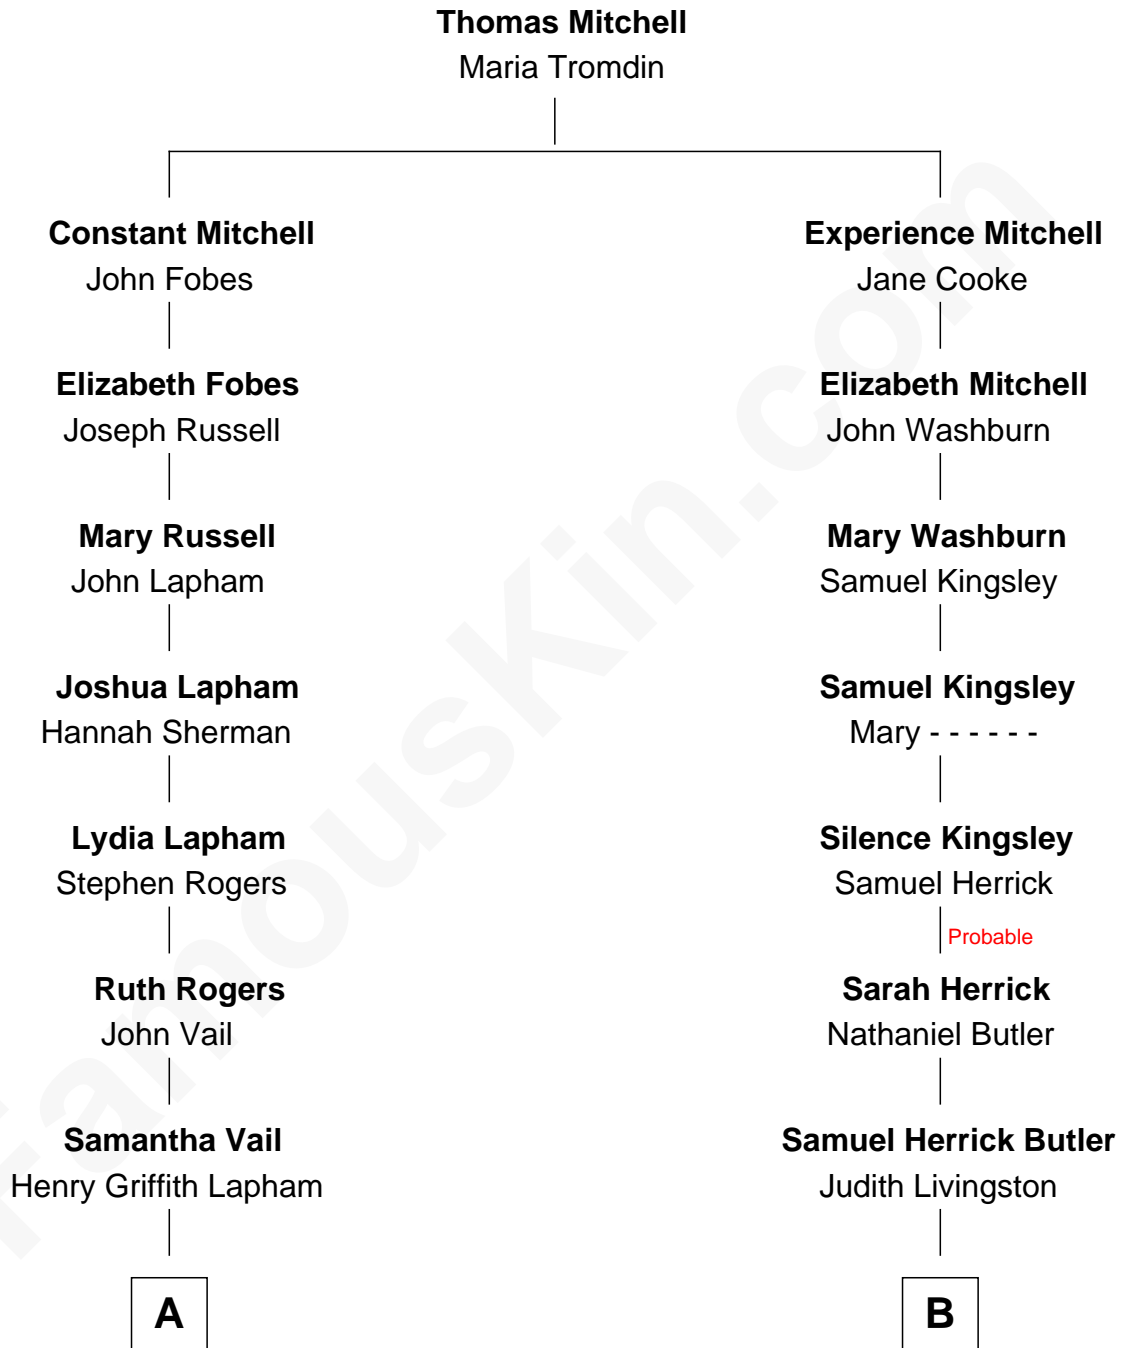 Thomas Mitchell
Maria Tromdin
Constant Mitchell
John Fobes
Experience Mitchell
Jane Cooke
Elizabeth Fobes
Joseph Russell
Elizabeth Mitchell
John Washburn
Mary Russell
John Lapham
Mary Washburn
Samuel Kingsley
Joshua Lapham
Hannah Sherman
Samuel Kingsley
Mary - - - - - -
Lydia Lapham
Stephen Rogers
Silence Kingsley
Samuel Herrick
Probable
Ruth Rogers
John Vail
Sarah Herrick
Nathaniel Butler
Samantha Vail
Henry Griffith Lapham
Samuel Herrick Butler
Judith Livingston
A
B
FamousKin.com